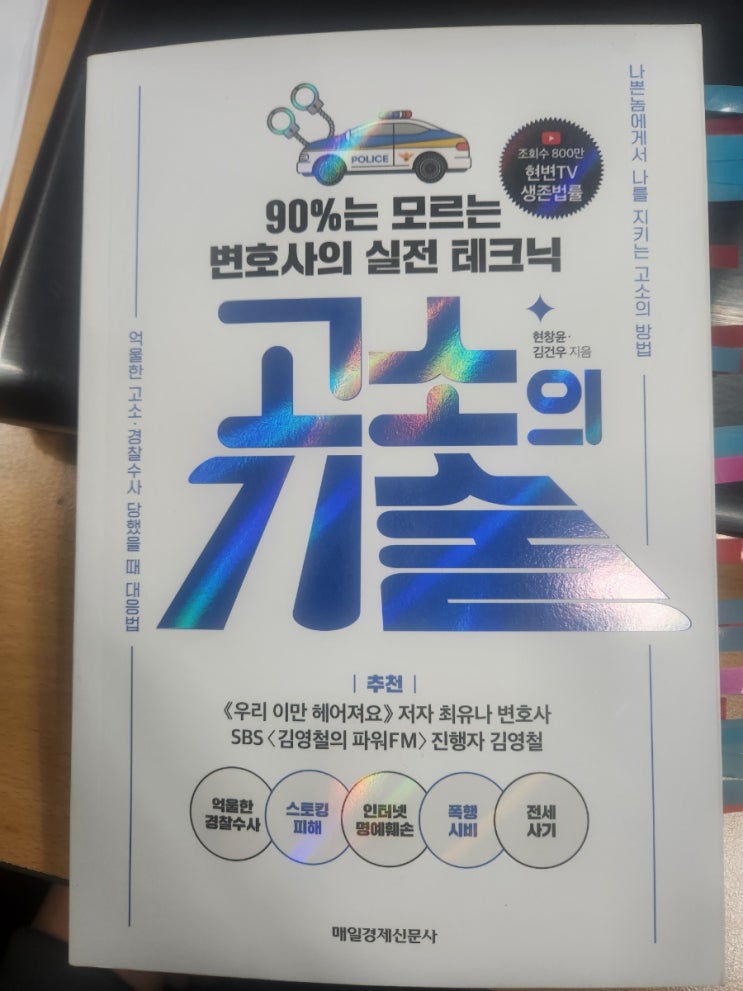 POLICE
조회수 800만
현변TV
생존법률
90%는 모르는
변호사의 실전 테크닉
고소의
기술
현창윤·
김건우 지음
나쁜놈에게서 나를 지키는 고소의 방법
억울한 고소·경찰수사 당했을 때 대응법
| 추천 |
《우리 이만 헤어져요》 저자 최유나 변호사
SBS 〈김영철의 파워FM〉 진행자 김영철
억울한
경찰수사
스토킹
피해
인터넷
명예훼손
폭행
시비
전세
사기
매일경제신문사